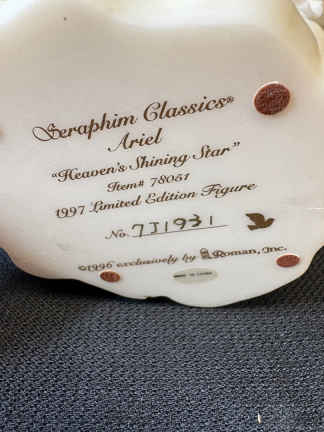 Seraphim Classics®
Ariel
"Heaven's Shining Star"
Item# 78051
1997 Limited Edition Figure
No. 7J1931
©1996 exclusively by Roman, Inc.